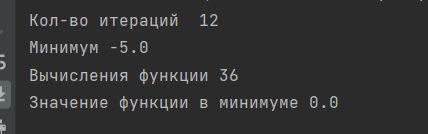 Кол-во итераций  12
Минимум -5.0
Вычисления функции 36
Значение функции в минимуме 0.0